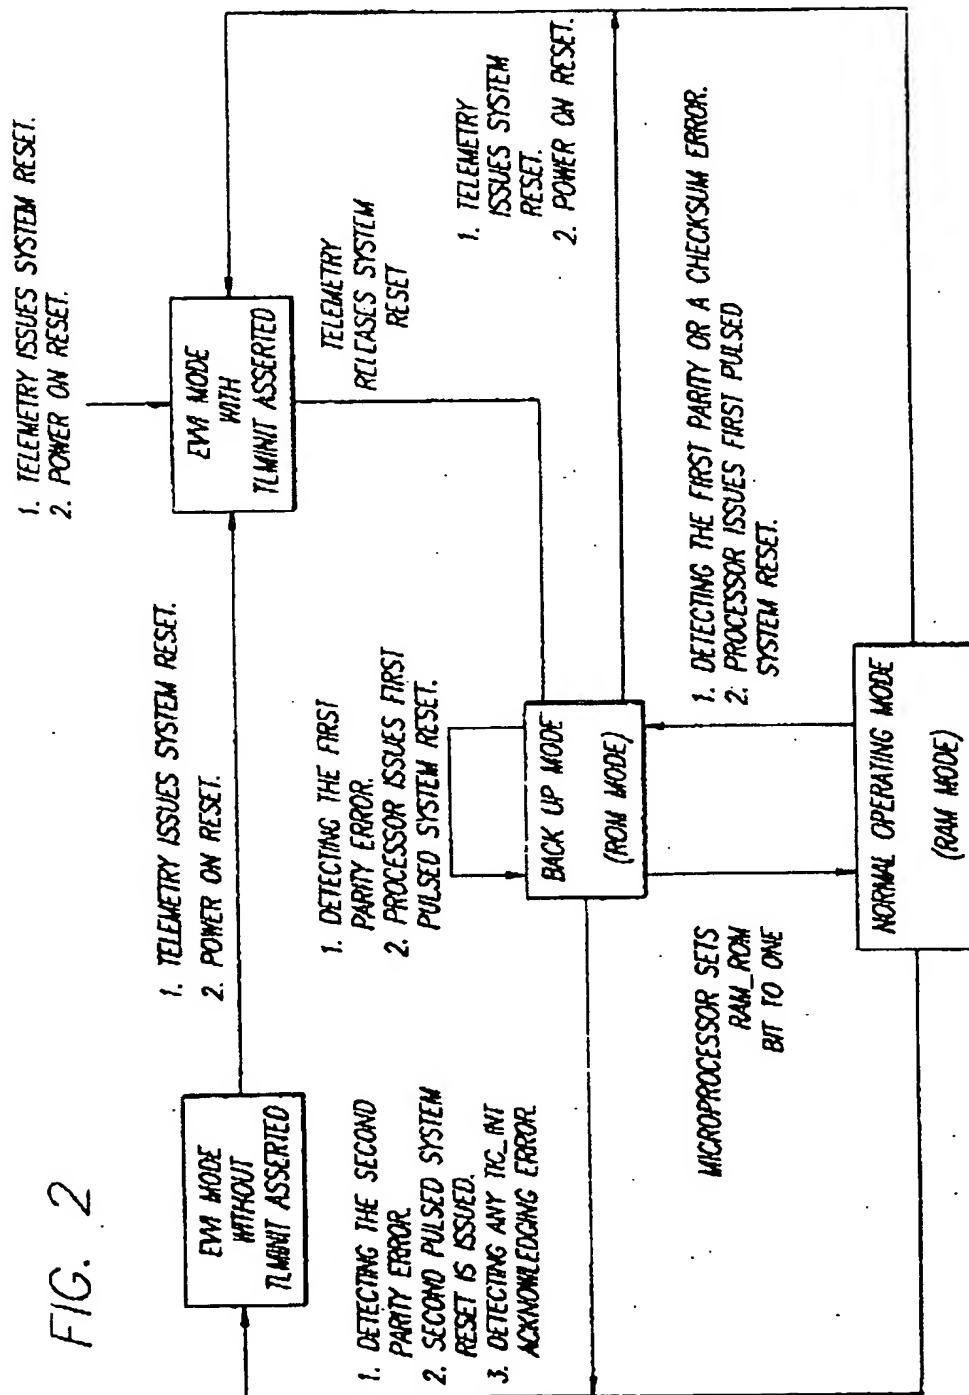 FIG. 2
1. TELEMETRY ISSUES SYSTEM RESET.
2. POWER ON RESET.
EVVI MODE
WITHOUT
TLMINIT ASSERTED
1. TELEMETRY ISSUES SYSTEM RESET.
2. POWER ON RESET.
EVVI MODE
WITH
TLMINIT ASSERTED
TELEMETRY
RELEASES SYSTEM
RESET
1. DETECTING THE SECOND
PARITY ERROR.
2. SECOND PULSED SYSTEM
RESET IS ISSUED.
3. DETECTING ANY TIC_INT
ACKNOWLEDGING ERROR.
1. DETECTING THE FIRST
PARITY ERROR.
2. PROCESSOR ISSUES FIRST
PULSED SYSTEM RESET.
1. TELEMETRY
ISSUES SYSTEM
RESET.
2. POWER ON RESET.
BACK UP MODE
(ROM MODE)
MICROPROCESSOR SETS
RAM_ROM
BIT TO ONE
1. DETECTING THE FIRST PARITY OR A CHECKSUM ERROR.
2. PROCESSOR ISSUES FIRST PULSED
SYSTEM RESET.
NORMAL OPERATING MODE
(RAM MODE)